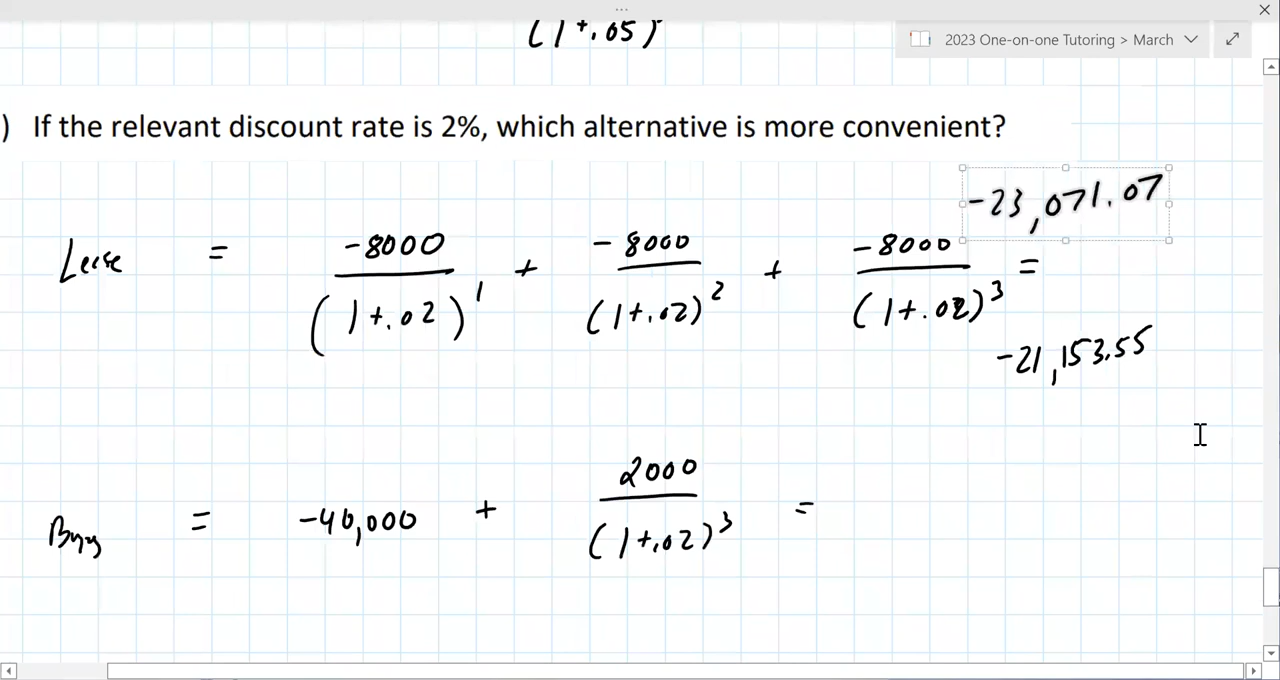 (1+.05)
2023 One-on-one Tutoring > March
) If the relevant discount rate is 2%, which alternative is more convenient?
-23,071.07
Lease = -8000/(1+.02)^1 + -8000/(1+.02)^2 + -8000/(1+.02)^3 =
-21,153.55
Buy = -40,000 + 2000/(1+.02)^3 =